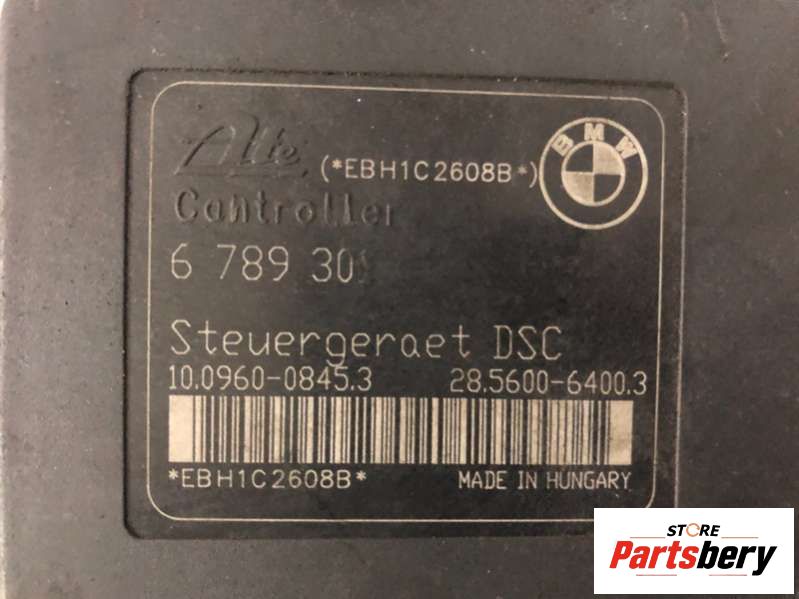 Ate (*EBH1C2608B*) BMW
Controller
6 789 30
Steuergeraet DSC
10.0960-0845.3 28.5600-6400.3
*EBH1C2608B* MADE IN HUNGARY
STORE
Partsbery